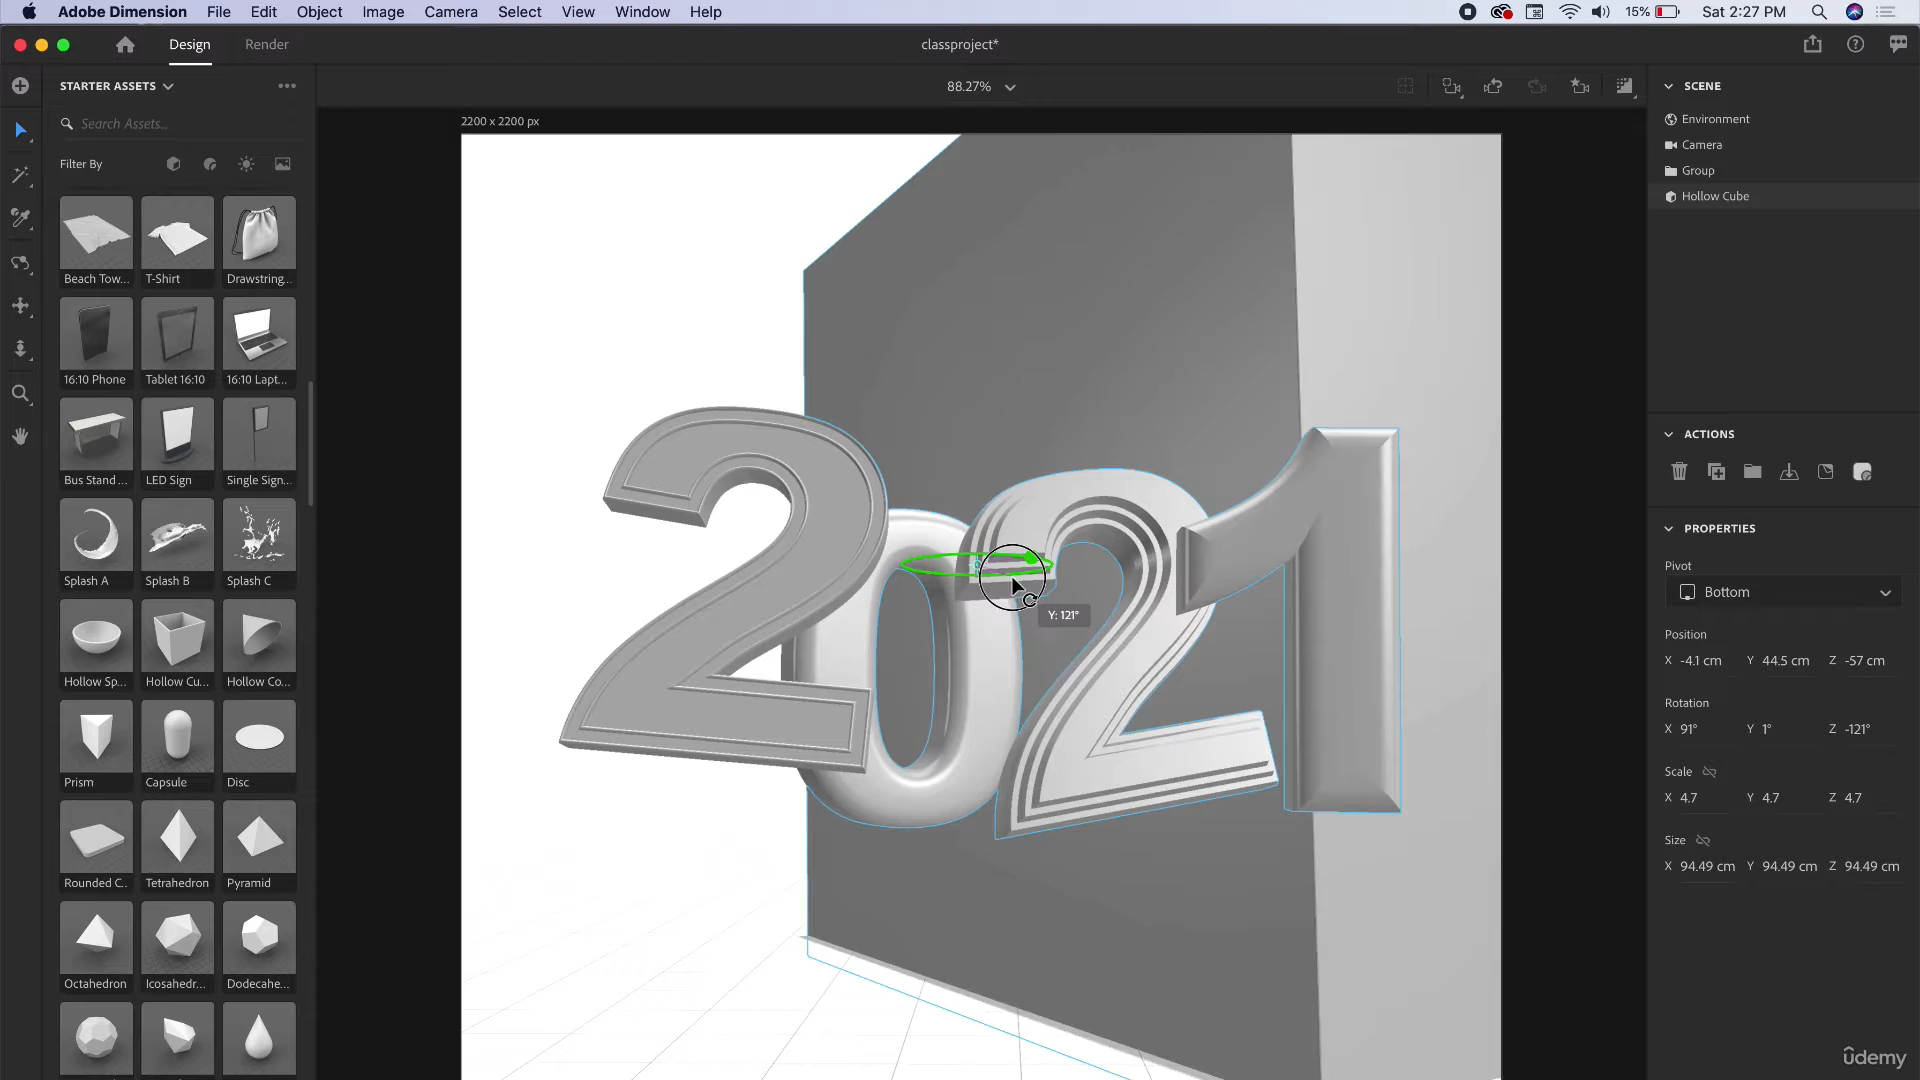 Adobe Dimension File Edit Object Image Camera Select View Window Help 15% Sat 2:27 PM
Design Render classproject*
STARTER ASSETS 88.27% SCENE
Search Assets... 2200 x 2200 px Environment
Camera
Filter By Group
Hollow Cube
Beach Tow... T-Shirt Drawstring...
16:10 Phone Tablet 16:10 16:10 Lapt...
ACTIONS
Bus Stand ... LED Sign Single Sign...
PROPERTIES
Splash A Splash B Splash C
Pivot
Bottom
2021
Y: 121°
Position
X -4.1 cm Y 44.5 cm Z -57 cm
Hollow Sp... Hollow Cu... Hollow Co...
Rotation
X 91° Y 1° Z -121°
Prism Capsule Disc
Scale
X 4.7 Y 4.7 Z 4.7
Size
X 94.49 cm Y 94.49 cm Z 94.49 cm
Rounded C... Tetrahedron Pyramid
Octahedron Icosahedr... Dodecahe...
ûdemy